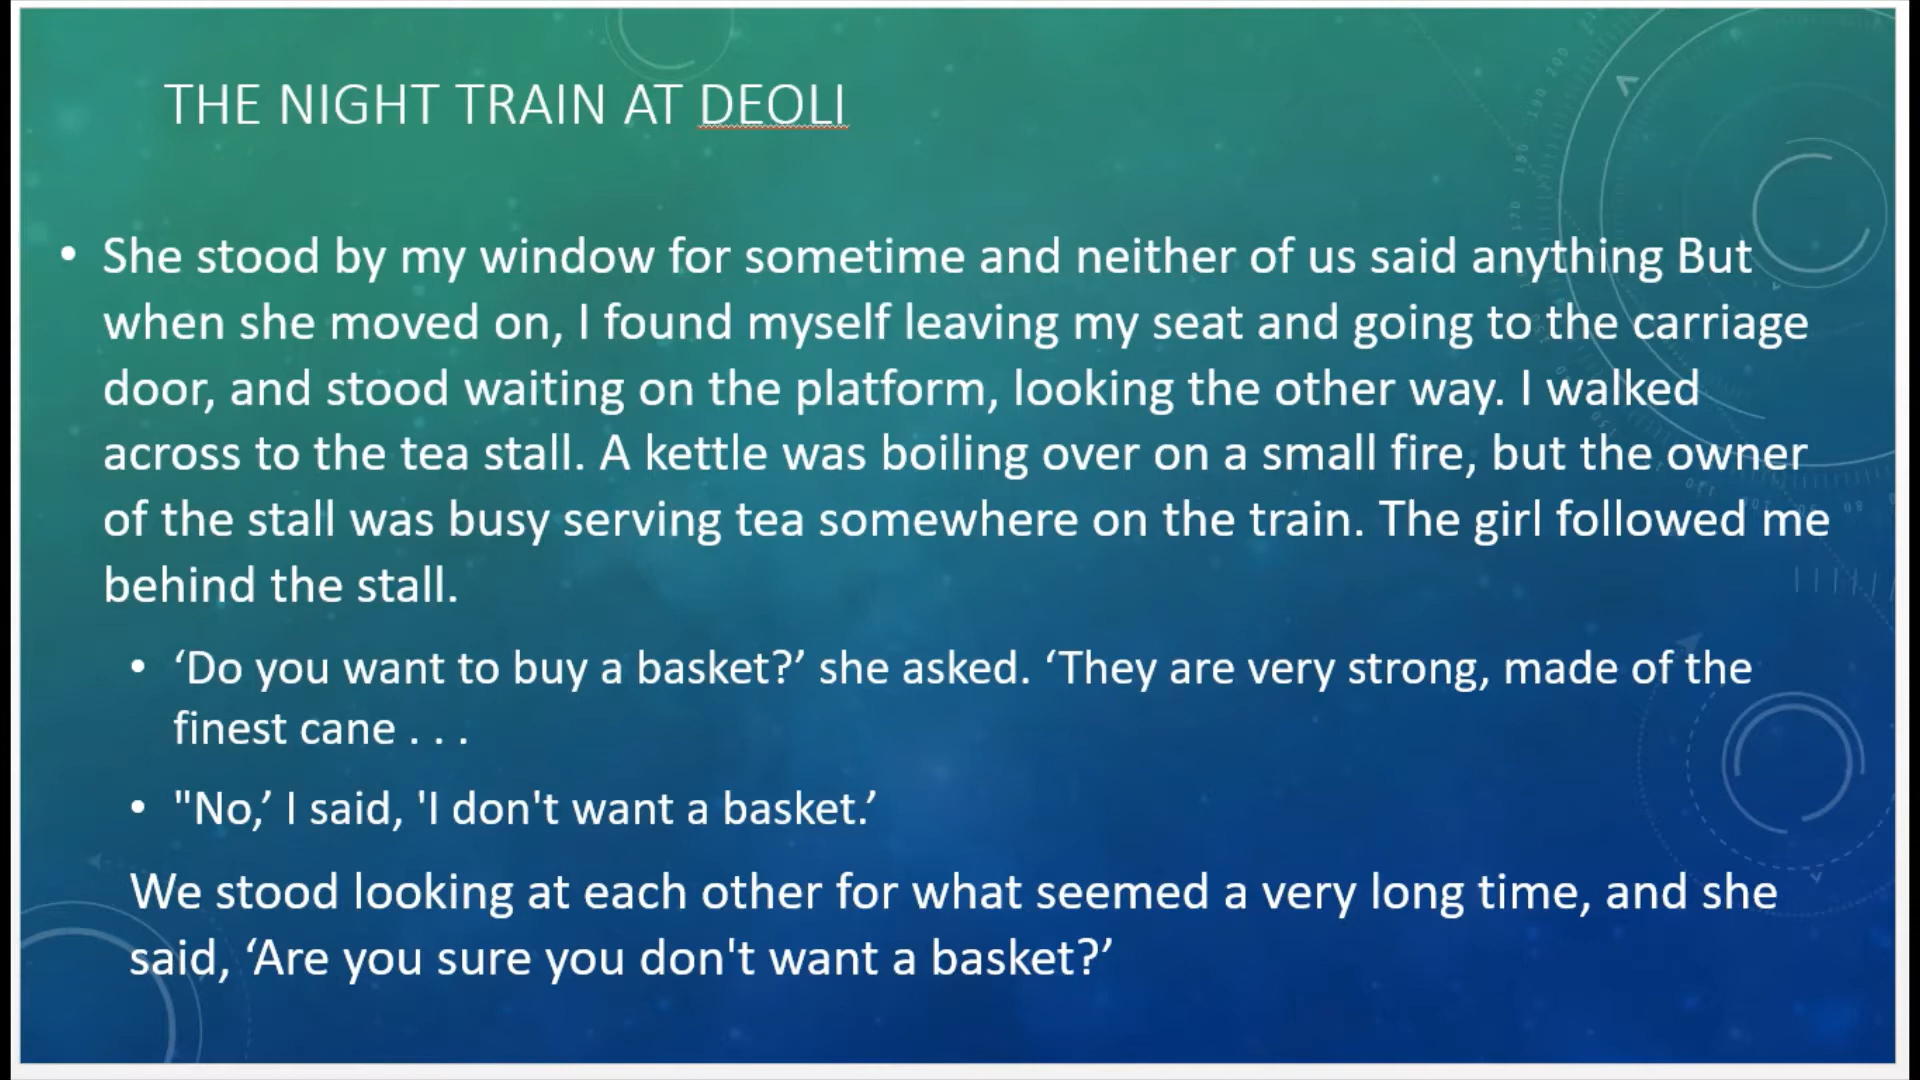 THE NIGHT TRAIN AT DEOLI
• She stood by my window for sometime and neither of us said anything But
when she moved on, I found myself leaving my seat and going to the carriage
door, and stood waiting on the platform, looking the other way. I walked
across to the tea stall. A kettle was boiling over on a small fire, but the owner
of the stall was busy serving tea somewhere on the train. The girl followed me
behind the stall.
• ‘Do you want to buy a basket?’ she asked. ‘They are very strong, made of the
finest cane . . .
• "No,’ I said, 'I don't want a basket.’
We stood looking at each other for what seemed a very long time, and she
said, ‘Are you sure you don't want a basket?’